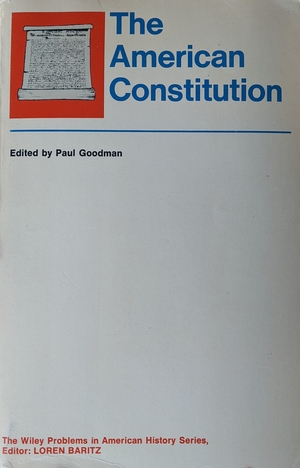 The
American
Constitution
Edited by Paul Goodman
The Wiley Problems in American History Series,
Editor: LOREN BARITZ